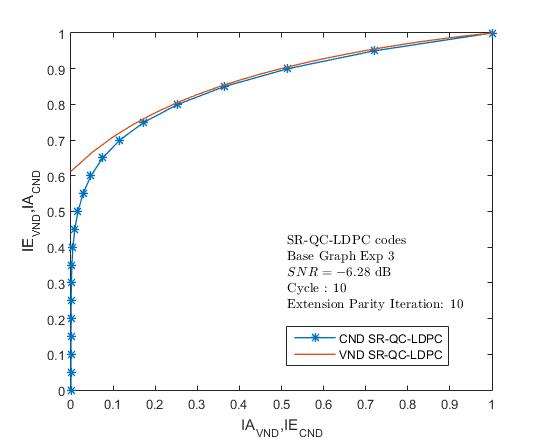 1
0.9
0.8
0.7
0.6
0.5
0.4
0.3
0.2
0.1
0
IE_VND,IA_CND
SR-QC-LDPC codes
Base Graph Exp 3
SNR = −6.28 dB
Cycle : 10
Extension Parity Iteration: 10
CND SR-QC-LDPC
VND SR-QC-LDPC
0 0.1 0.2 0.3 0.4 0.5 0.6 0.7 0.8 0.9 1
IA_VND,IE_CND